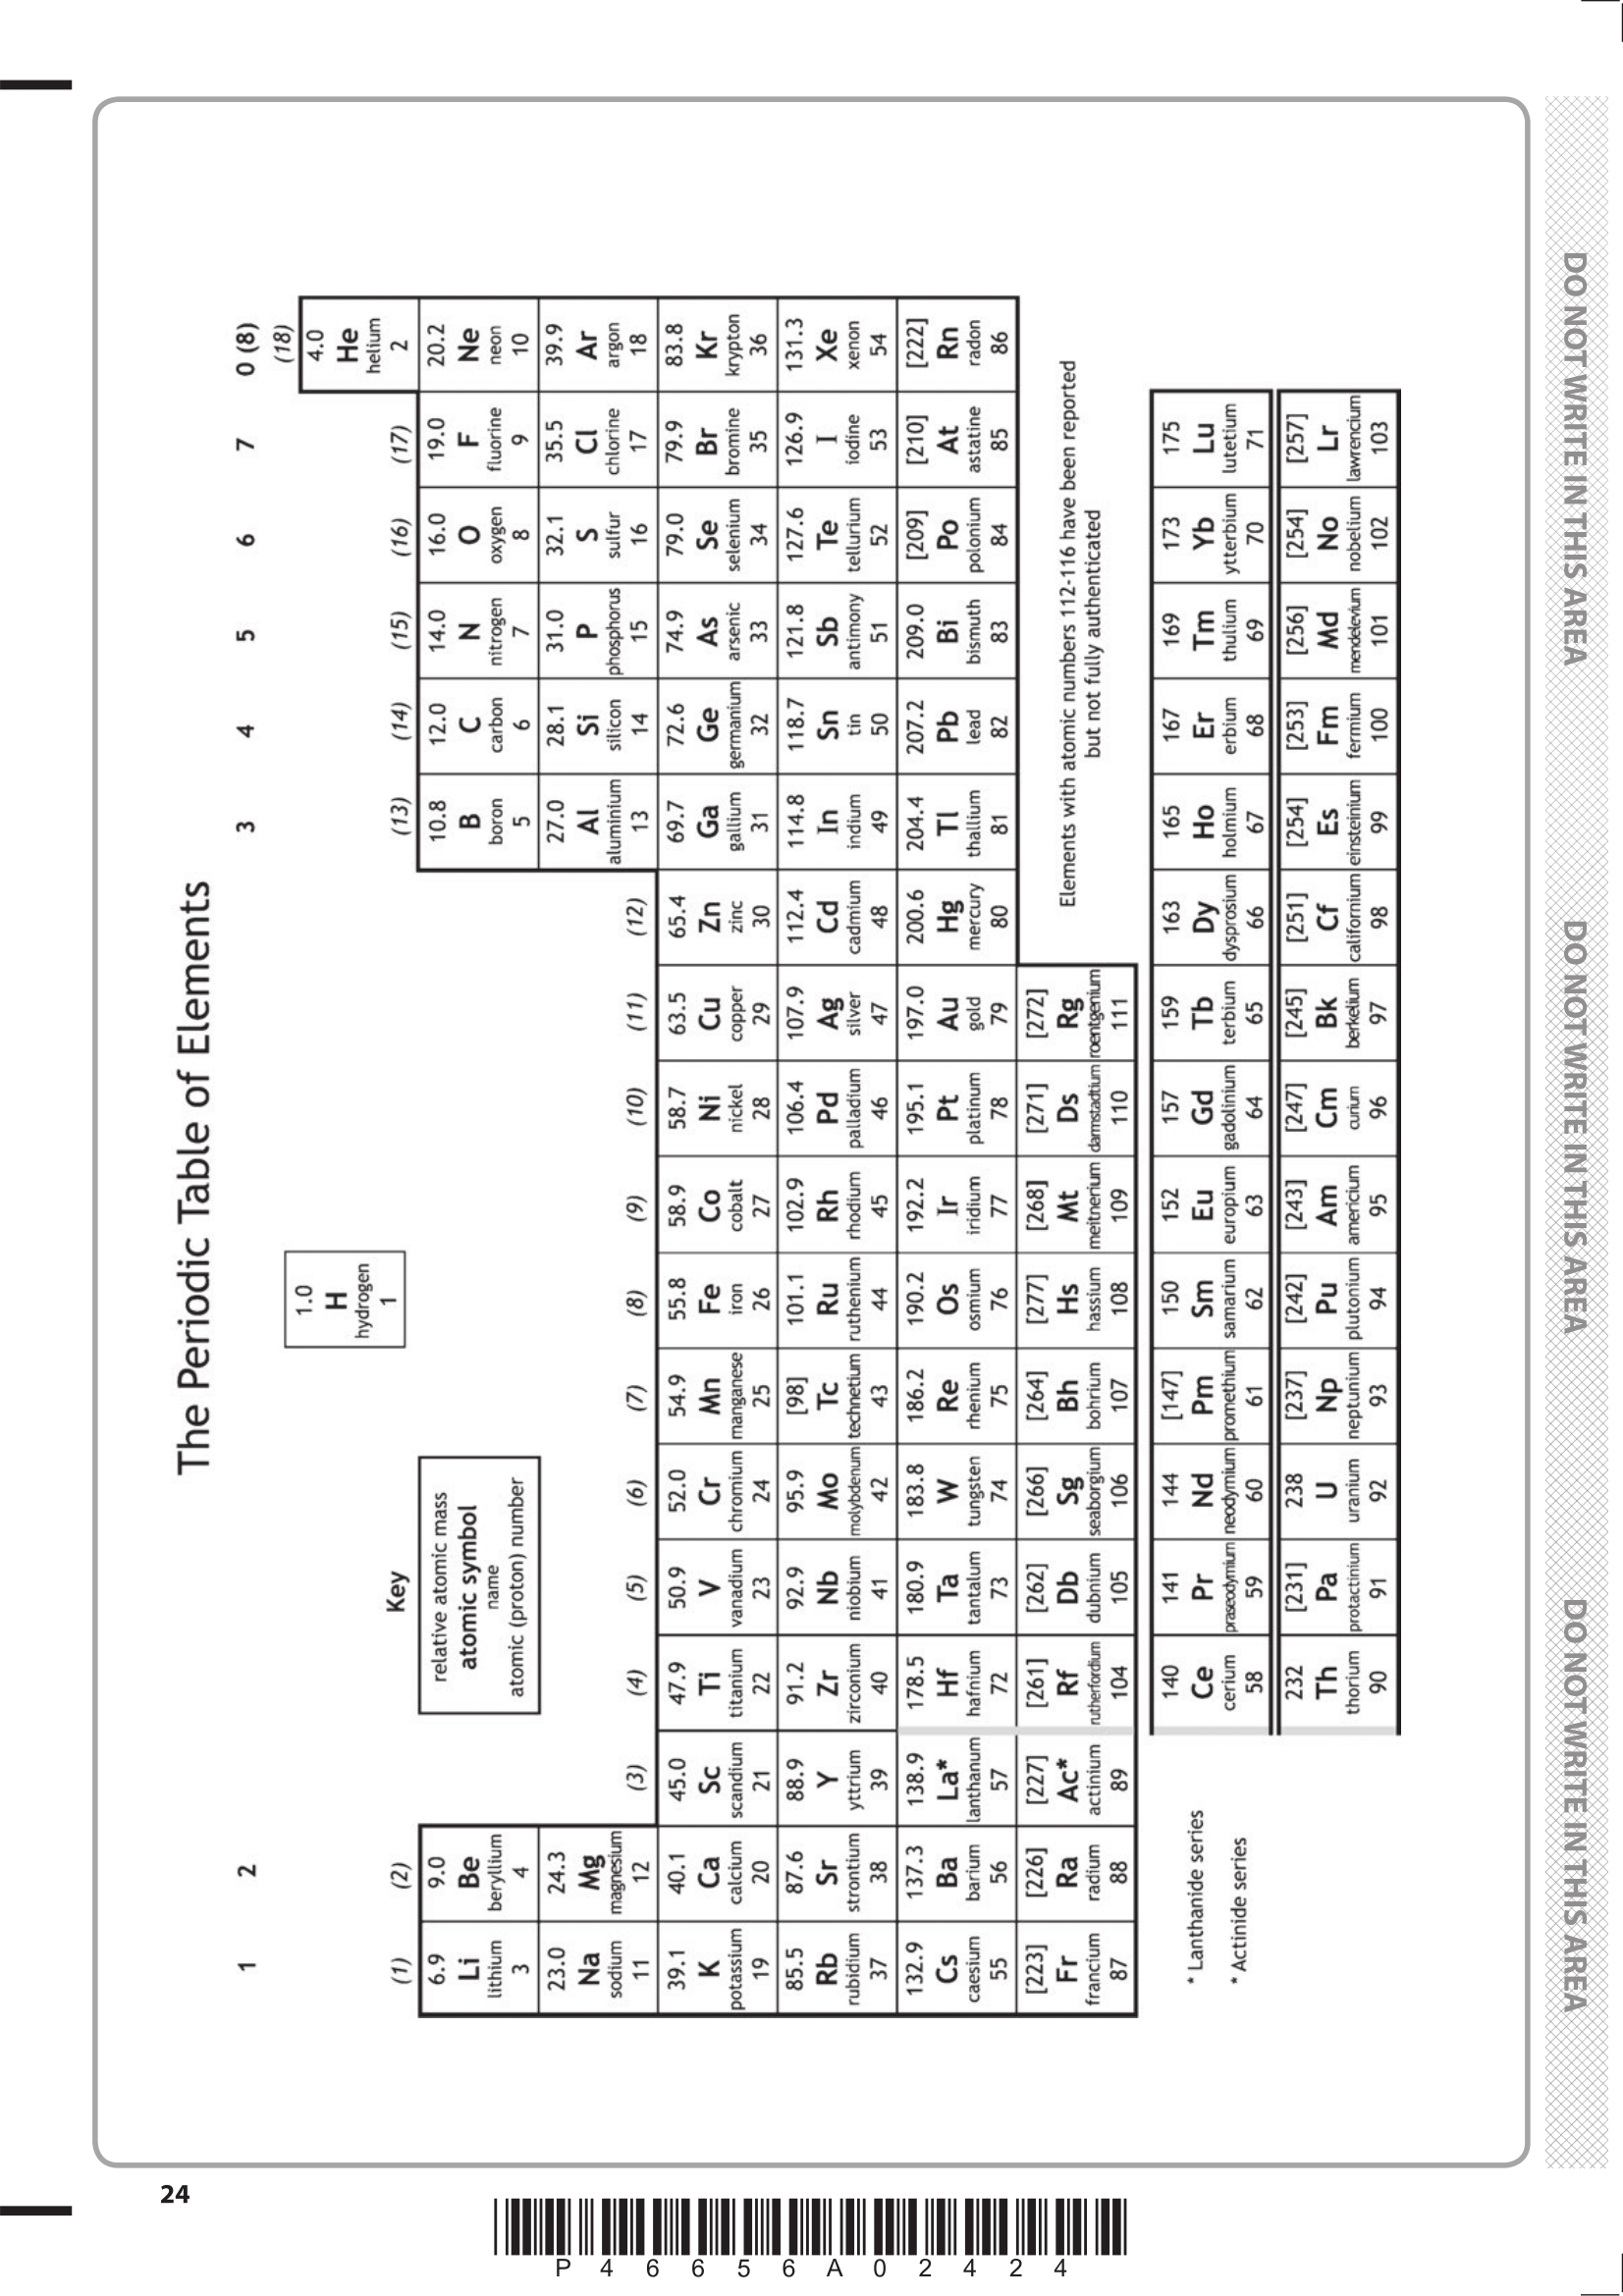 The Periodic Table of Elements
1 2 3 4 5 6 7 0 (8)
(18)
1.0
H
hydrogen
1
4.0
He
helium
2
Key
relative atomic mass
atomic symbol
name
atomic (proton) number
(1) (2) (13) (14) (15) (16) (17)
6.9 9.0 10.8 12.0 14.0 16.0 19.0 20.2
Li Be B C N O F Ne
lithium beryllium boron carbon nitrogen oxygen fluorine neon
3 4 5 6 7 8 9 10
23.0 24.3 27.0 28.1 31.0 32.1 35.5 39.9
Na Mg Al Si P S Cl Ar
sodium magnesium aluminium silicon phosphorus sulfur chlorine argon
11 12 13 14 15 16 17 18
(3) (4) (5) (6) (7) (8) (9) (10) (11) (12)
39.1 40.1 45.0 47.9 50.9 52.0 54.9 55.8 58.9 58.7 63.5 65.4 69.7 72.6 74.9 79.0 79.9 83.8
K Ca Sc Ti V Cr Mn Fe Co Ni Cu Zn Ga Ge As Se Br Kr
potassium calcium scandium titanium vanadium chromium manganese iron cobalt nickel copper zinc gallium germanium arsenic selenium bromine krypton
19 20 21 22 23 24 25 26 27 28 29 30 31 32 33 34 35 36
85.5 87.6 88.9 91.2 92.9 95.9 [98] 101.1 102.9 106.4 107.9 112.4 114.8 118.7 121.8 127.6 126.9 131.3
Rb Sr Y Zr Nb Mo Tc Ru Rh Pd Ag Cd In Sn Sb Te I Xe
rubidium strontium yttrium zirconium niobium molybdenum technetium ruthenium rhodium palladium silver cadmium indium tin antimony tellurium iodine xenon
37 38 39 40 41 42 43 44 45 46 47 48 49 50 51 52 53 54
132.9 137.3 138.9 178.5 180.9 183.8 186.2 190.2 192.2 195.1 197.0 200.6 204.4 207.2 209.0 [209] [210] [222]
Cs Ba La* Hf Ta W Re Os Ir Pt Au Hg Tl Pb Bi Po At Rn
caesium barium lanthanum hafnium tantalum tungsten rhenium osmium iridium platinum gold mercury thallium lead bismuth polonium astatine radon
55 56 57 72 73 74 75 76 77 78 79 80 81 82 83 84 85 86
[223] [226] [227] [261] [262] [266] [264] [277] [268] [271] [272]
Fr Ra Ac* Rf Db Sg Bh Hs Mt Ds Rg
francium radium actinium rutherfordium dubnium seaborgium bohrium hassium meitnerium darmstadtium roentgenium
87 88 89 104 105 106 107 108 109 110 111
Elements with atomic numbers 112-116 have been reported
but not fully authenticated
* Lanthanide series
* Actinide series
140 141 144 [147] 150 152 157 159 163 165 167 169 173 175
Ce Pr Nd Pm Sm Eu Gd Tb Dy Ho Er Tm Yb Lu
cerium praseodymium neodymium promethium samarium europium gadolinium terbium dysprosium holmium erbium thulium ytterbium lutetium
58 59 60 61 62 63 64 65 66 67 68 69 70 71
232 [231] 238 [237] [242] [243] [247] [245] [251] [254] [253] [256] [254] [257]
Th Pa U Np Pu Am Cm Bk Cf Es Fm Md No Lr
thorium protactinium uranium neptunium plutonium americium curium berkelium californium einsteinium fermium mendelevium nobelium lawrencium
90 91 92 93 94 95 96 97 98 99 100 101 102 103
DO NOT WRITE IN THIS AREA
DO NOT WRITE IN THIS AREA
DO NOT WRITE IN THIS AREA
24
P 4 6 6 5 6 A 0 2 4 2 4